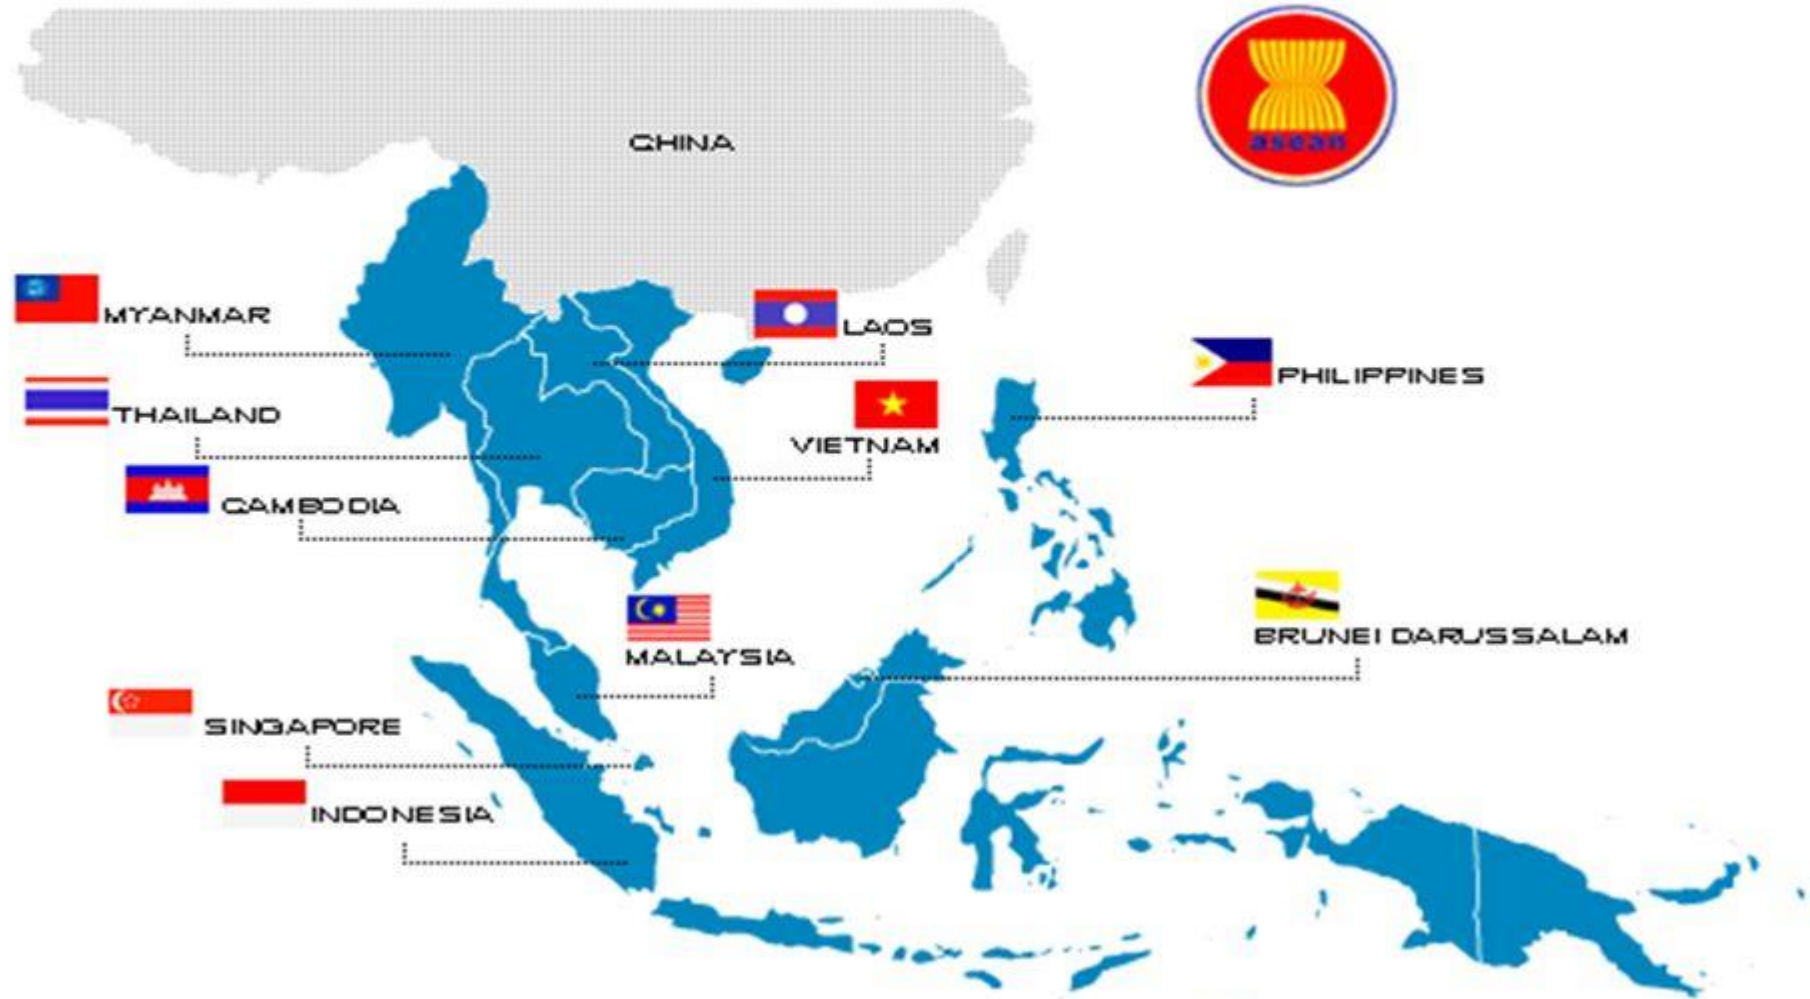 CHINA
asean
MYANMAR
LAOS
PHILIPPINES
THAILAND
VIETNAM
CAMBODIA
BRUNEI DARUSSALAM
MALAYSIA
SINGAPORE
INDONESIA